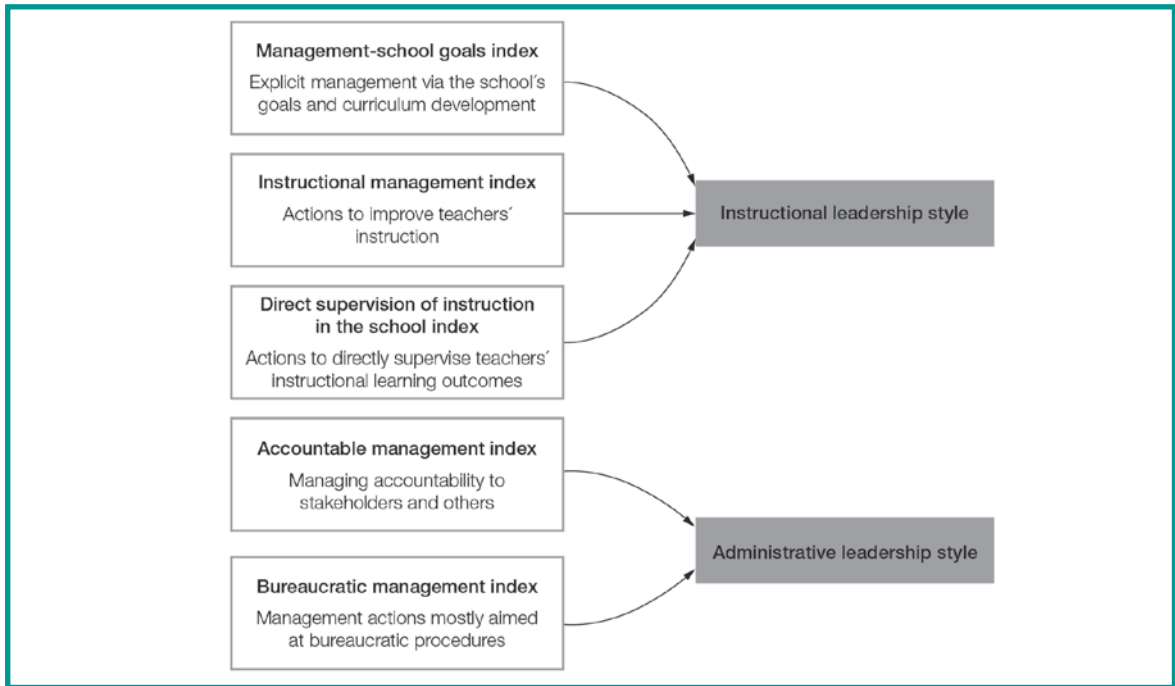 Management-school goals index
Explicit management via the school´s
goals and curriculum development
Instructional management index
Actions to improve teachers´
instruction
Instructional leadership style
Direct supervision of instruction
in the school index
Actions to directly supervise teachers´
instructional learning outcomes
Accountable management index
Managing accountability to
stakeholders and others
Administrative leadership style
Bureaucratic management index
Management actions mostly aimed
at bureaucratic procedures